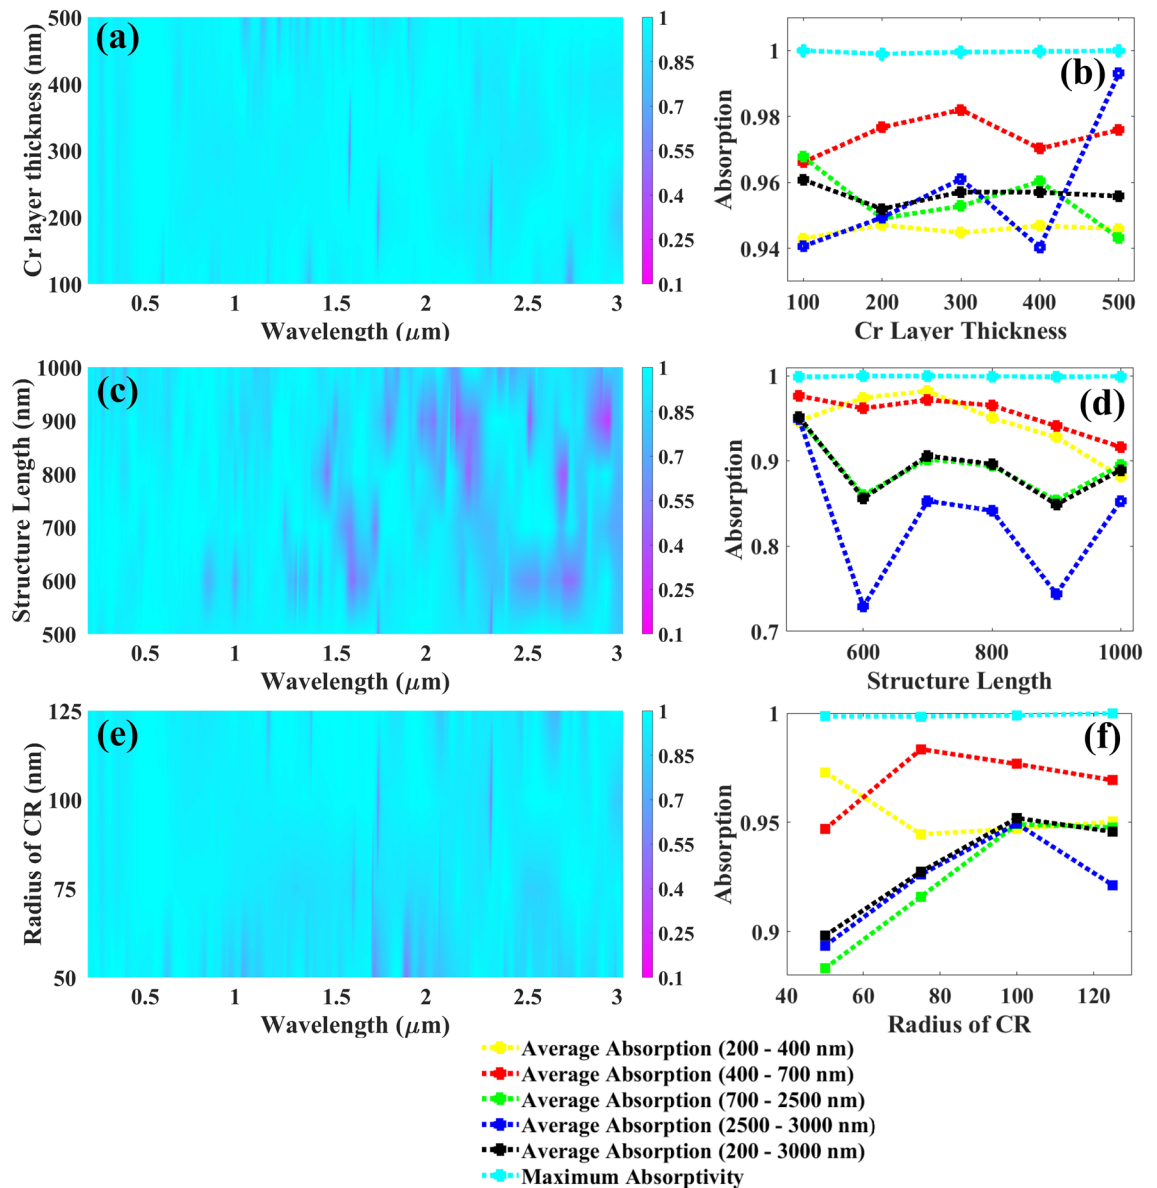 (a)
500
400
300
200
100
Cr layer thickness (nm)
0.5 1 1.5 2 2.5 3
Wavelength (μm)
1
0.85
0.7
0.55
0.4
0.25
0.1
(b)
1
0.98
0.96
0.94
Absorption
100 200 300 400 500
Cr Layer Thickness
(c)
1000
900
800
700
600
500
Structure Length (nm)
0.5 1 1.5 2 2.5 3
Wavelength (μm)
1
0.85
0.7
0.55
0.4
0.25
0.1
(d)
1
0.9
0.8
0.7
Absorption
600 800 1000
Structure Length
(e)
125
100
75
50
Radius of CR (nm)
0.5 1 1.5 2 2.5 3
Wavelength (μm)
1
0.85
0.7
0.55
0.4
0.25
0.1
(f)
1
0.95
0.9
Absorption
40 60 80 100 120
Radius of CR
Average Absorption (200 - 400 nm)
Average Absorption (400 - 700 nm)
Average Absorption (700 - 2500 nm)
Average Absorption (2500 - 3000 nm)
Average Absorption (200 - 3000 nm)
Maximum Absorptivity